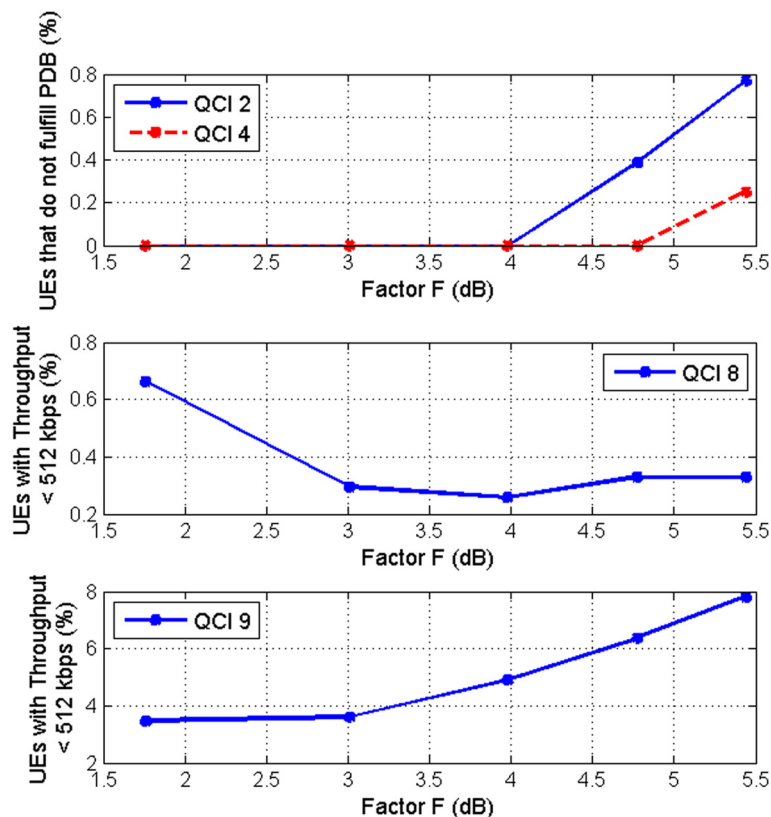 UEs that do not fulfill PDB (%)
0.8
0.6
0.4
0.2
0
QCI 2
QCI 4
1.5 2 2.5 3 3.5 4 4.5 5 5.5
Factor F (dB)
UEs with Throughput
< 512 kbps (%)
0.8
0.6
0.4
0.2
QCI 8
1.5 2 2.5 3 3.5 4 4.5 5 5.5
Factor F (dB)
UEs with Throughput
< 512 kbps (%)
8
6
4
2
QCI 9
1.5 2 2.5 3 3.5 4 4.5 5 5.5
Factor F (dB)